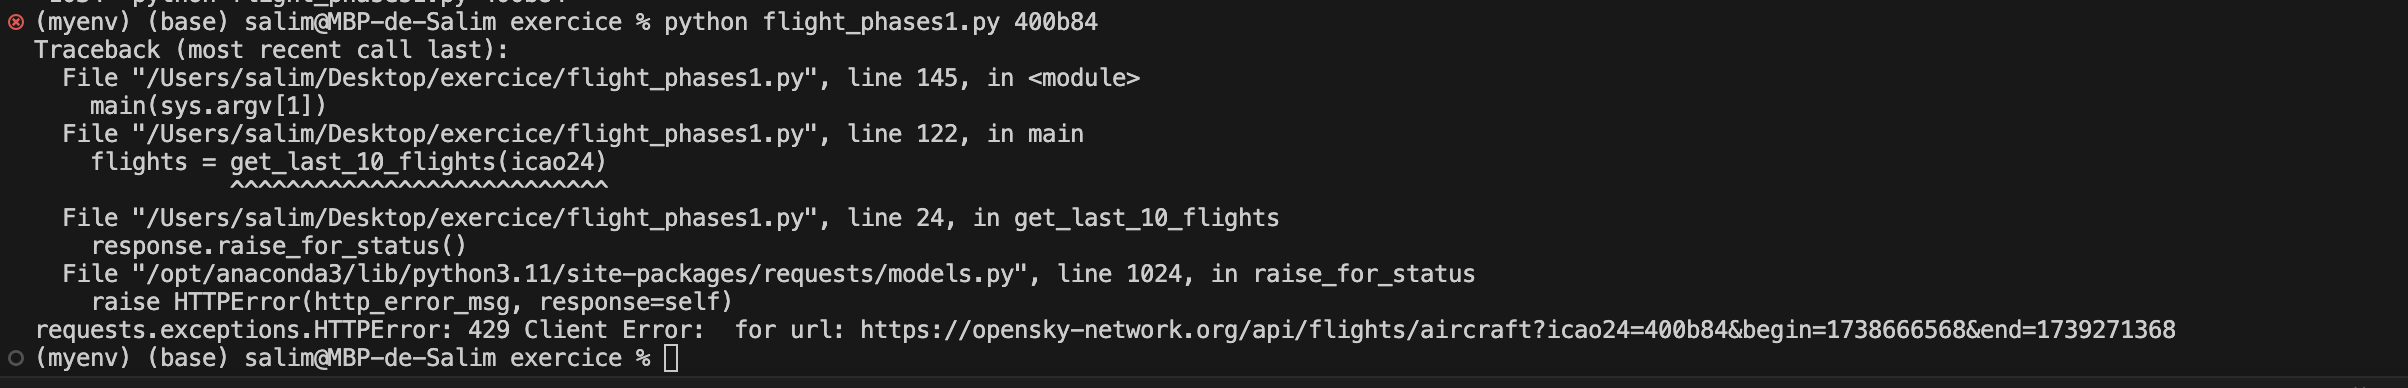 (myenv) (base) salim@MBP-de-Salim exercice % python flight_phases1.py 400b84
Traceback (most recent call last):
  File "/Users/salim/Desktop/exercice/flight_phases1.py", line 145, in <module>
    main(sys.argv[1])
  File "/Users/salim/Desktop/exercice/flight_phases1.py", line 122, in main
    flights = get_last_10_flights(icao24)
              ^^^^^^^^^^^^^^^^^^^^^^^^^^^
  File "/Users/salim/Desktop/exercice/flight_phases1.py", line 24, in get_last_10_flights
    response.raise_for_status()
  File "/opt/anaconda3/lib/python3.11/site-packages/requests/models.py", line 1024, in raise_for_status
    raise HTTPError(http_error_msg, response=self)
requests.exceptions.HTTPError: 429 Client Error:  for url: https://opensky-network.org/api/flights/aircraft?icao24=400b84&begin=1738666568&end=1739271368
(myenv) (base) salim@MBP-de-Salim exercice %